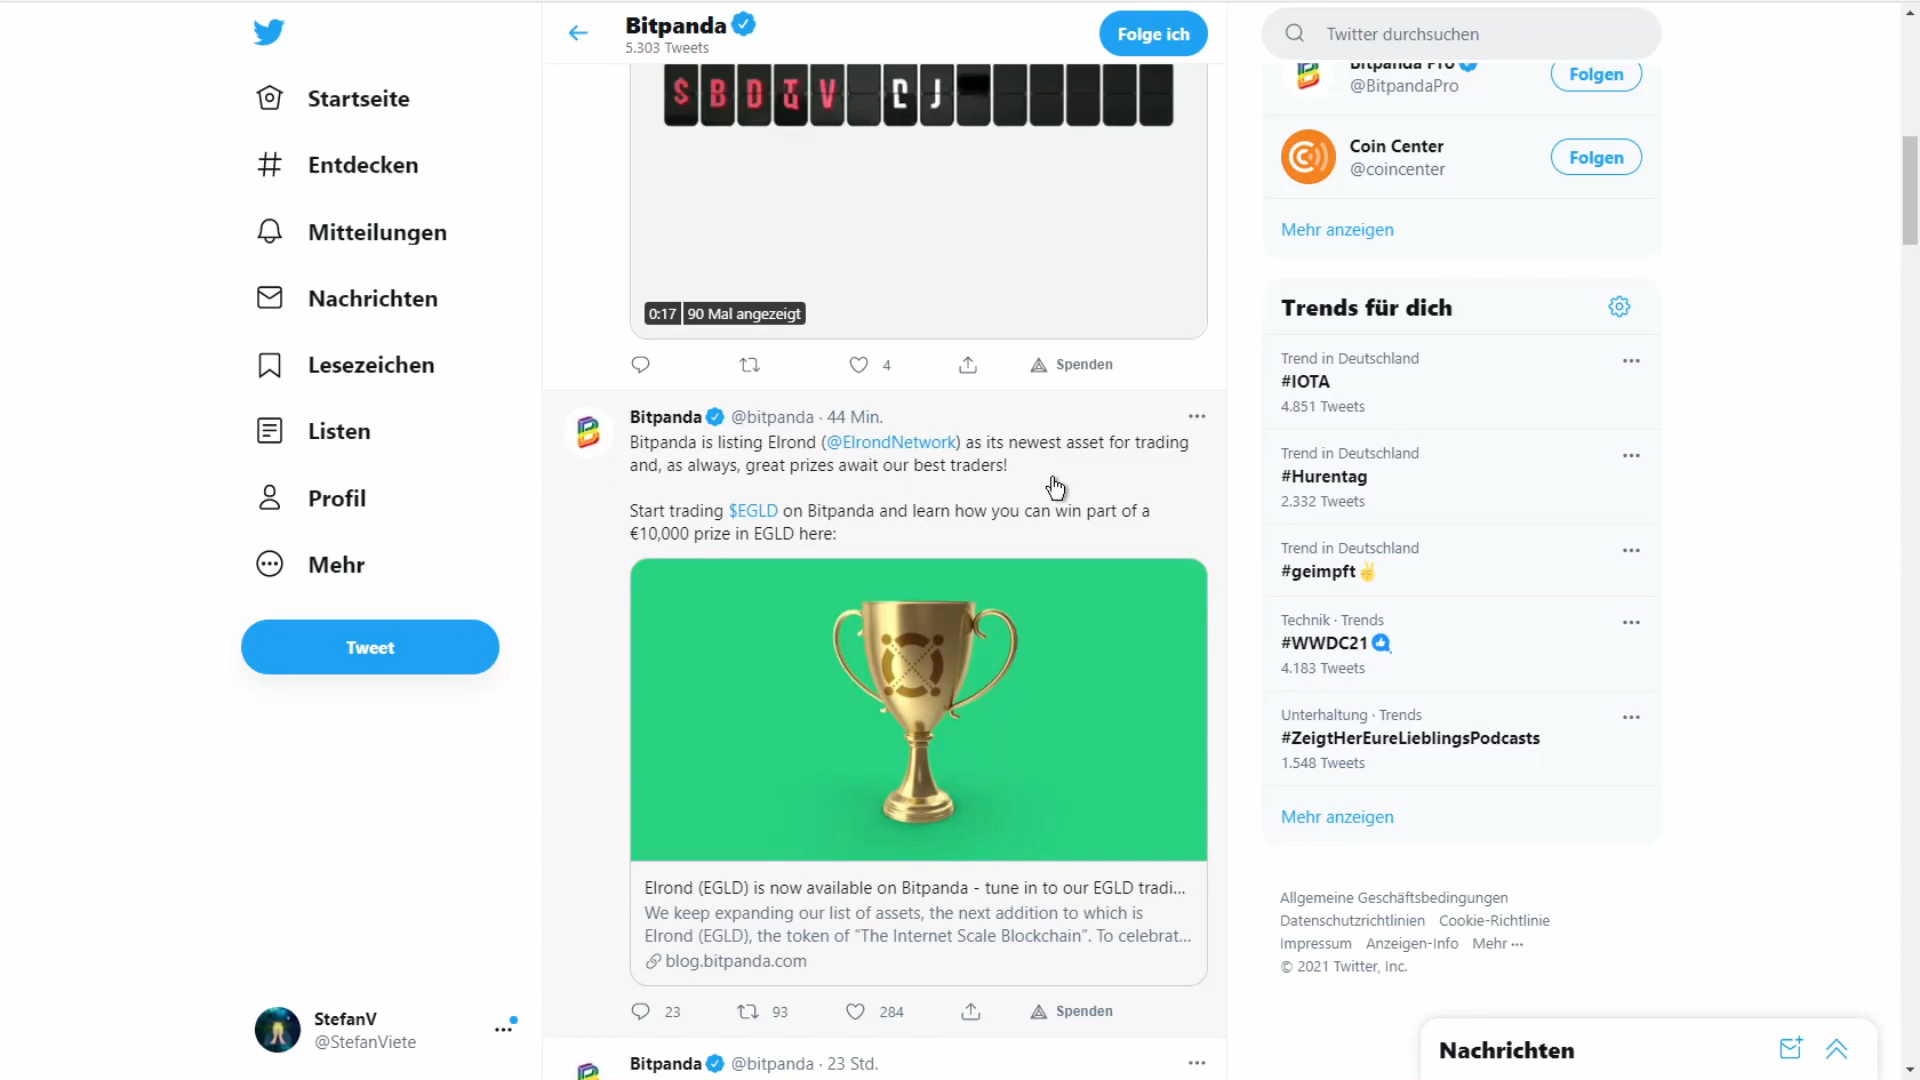 Startseite
Entdecken
Mitteilungen
Nachrichten
Lesezeichen
Listen
Profil
Mehr
Tweet
StefanV
@StefanViete
Bitpanda
5.303 Tweets
Folge ich
$BD V J
0:17 90 Mal angezeigt
4 Spenden
Bitpanda @bitpanda · 44 Min.
Bitpanda is listing Elrond (@ElrondNetwork) as its newest asset for trading
and, as always, great prizes await our best traders!
Start trading $EGLD on Bitpanda and learn how you can win part of a
€10,000 prize in EGLD here:
Elrond (EGLD) is now available on Bitpanda - tune in to our EGLD tradi...
We keep expanding our list of assets, the next addition to which is
Elrond (EGLD), the token of “The Internet Scale Blockchain”. To celebrat...
blog.bitpanda.com
23 93 284 Spenden
Bitpanda @bitpanda · 23 Std.
Twitter durchsuchen
Bitpanda Pro
@BitpandaPro
Folgen
Coin Center
@coincenter
Folgen
Mehr anzeigen
Trends für dich
Trend in Deutschland
#IOTA
4.851 Tweets
Trend in Deutschland
#Hurentag
2.332 Tweets
Trend in Deutschland
#geimpft✌
Technik · Trends
#WWDC21
4.183 Tweets
Unterhaltung · Trends
#ZeigtHerEureLieblingsPodcasts
1.548 Tweets
Mehr anzeigen
Allgemeine Geschäftsbedingungen
Datenschutzrichtlinien Cookie-Richtlinie
Impressum Anzeigen-Info Mehr ···
© 2021 Twitter, Inc.
Nachrichten